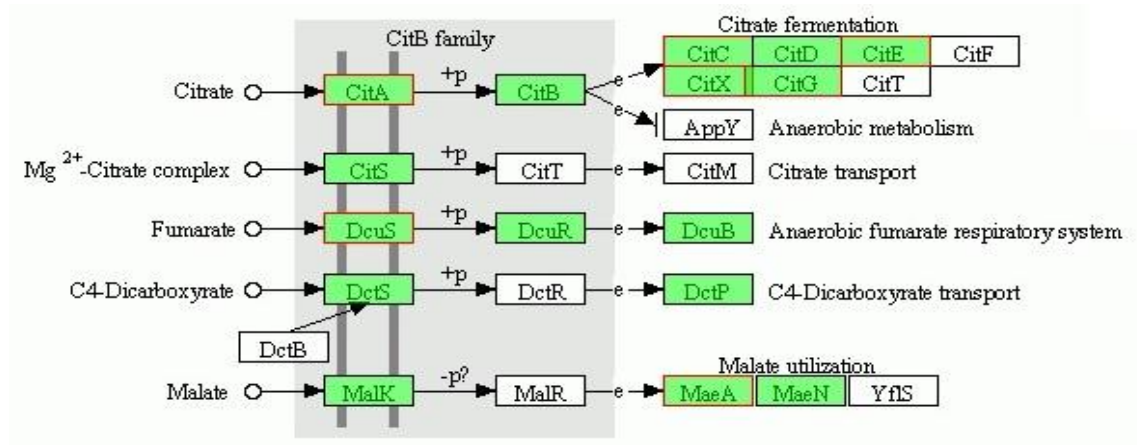 CitB family
Citrate fermentation
CitC CitD CitE CitF
CitX CitG CitT
Citrate CitA +p CitB e
e AppY Anaerobic metabolism
Mg 2+-Citrate complex CitS +p CitT e CitM Citrate transport
Fumarate DcuS +p DcuR e DcuB Anaerobic fumarate respiratory system
C4-Dicarboxyrate DctS +p DctR e DctP C4-Dicarboxyrate transport
DctB
Malate utilization
Malate MalK -p? MalR e MaeA MaeN YflS